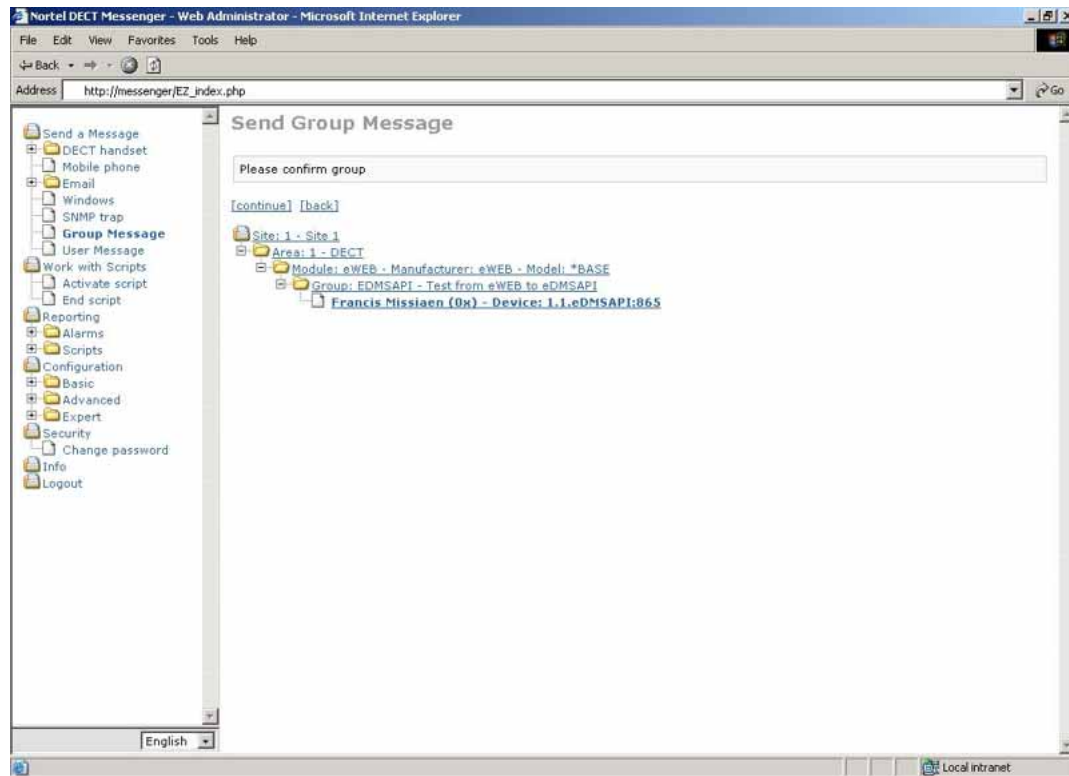 Nortel DECT Messenger - Web Administrator - Microsoft Internet Explorer
File Edit View Favorites Tools Help
Back
Address http://messenger/EZ_index.php Go
Send a Message
DECT handset
Mobile phone
Email
Windows
SNMP trap
Group Message
User Message
Work with Scripts
Activate script
End script
Reporting
Alarms
Scripts
Configuration
Basic
Advanced
Expert
Security
Change password
Info
Logout
English
Send Group Message
Please confirm group
[continue] [back]
Site: 1 - Site 1
Area: 1 - DECT
Module: eWEB - Manufacturer: eWEB - Model: *BASE
Group: EDMSAPI - Test from eWEB to eDMSAPI
Francis Missiaen (0x) - Device: 1.1.eDMSAPI:865
Local intranet